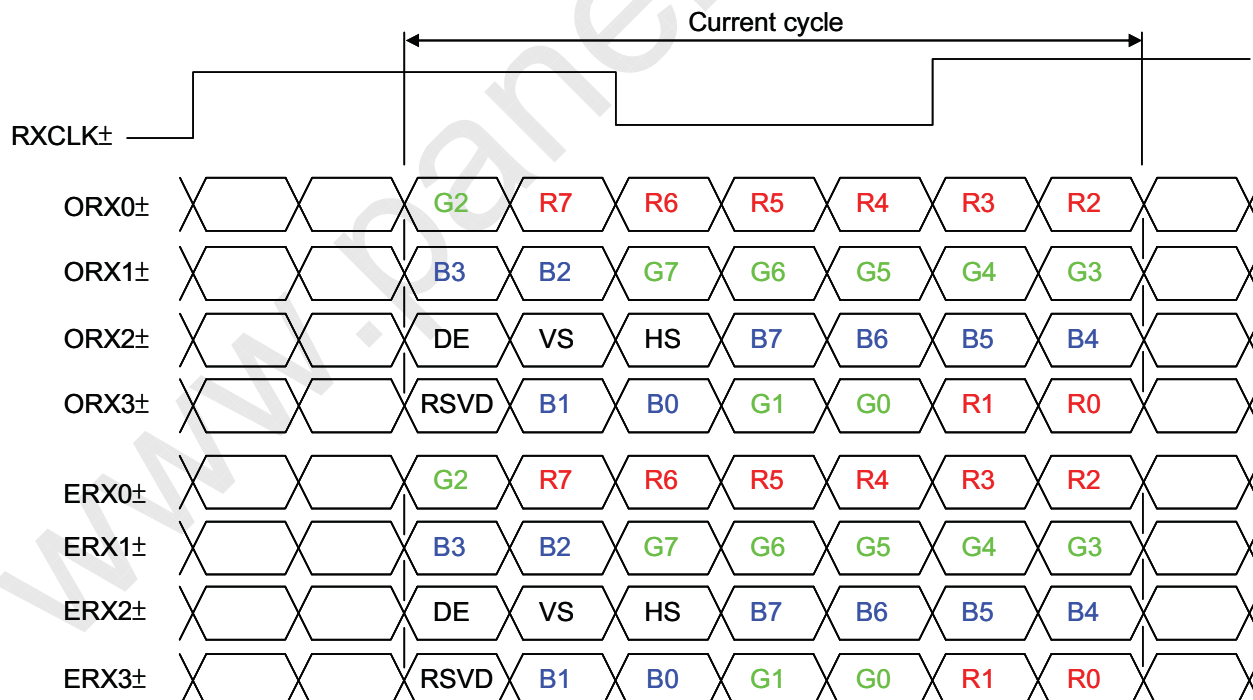 Current cycle
RXCLK±
ORX0± G2 R7 R6 R5 R4 R3 R2
ORX1± B3 B2 G7 G6 G5 G4 G3
ORX2± DE VS HS B7 B6 B5 B4
ORX3± RSVD B1 B0 G1 G0 R1 R0
ERX0± G2 R7 R6 R5 R4 R3 R2
ERX1± B3 B2 G7 G6 G5 G4 G3
ERX2± DE VS HS B7 B6 B5 B4
ERX3± RSVD B1 B0 G1 G0 R1 R0
www.pane